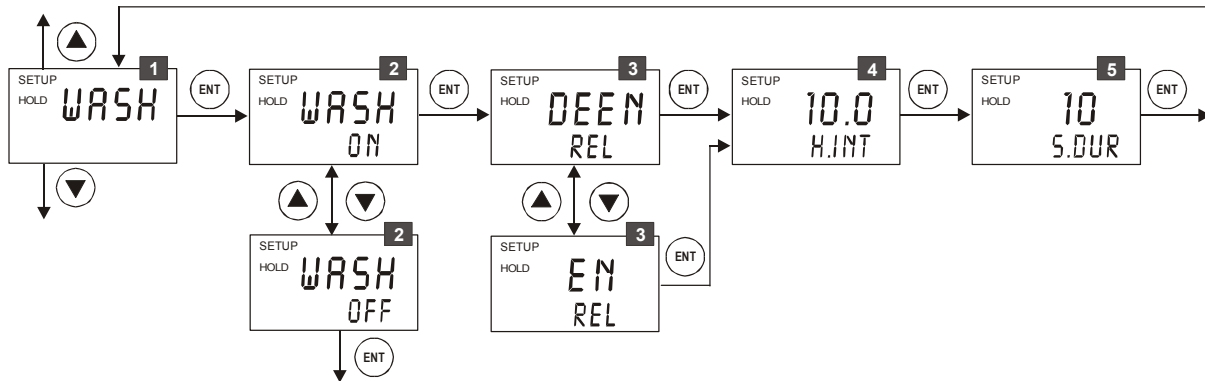 1
SETUP
HOLD
WASH
ENT
2
SETUP
HOLD
WASH
ON
ENT
3
SETUP
HOLD
DEEN
REL
ENT
4
SETUP
HOLD
10.0
H.INT
ENT
5
SETUP
HOLD
10
S.DUR
ENT
2
SETUP
HOLD
WASH
OFF
ENT
3
SETUP
HOLD
EN
REL
ENT